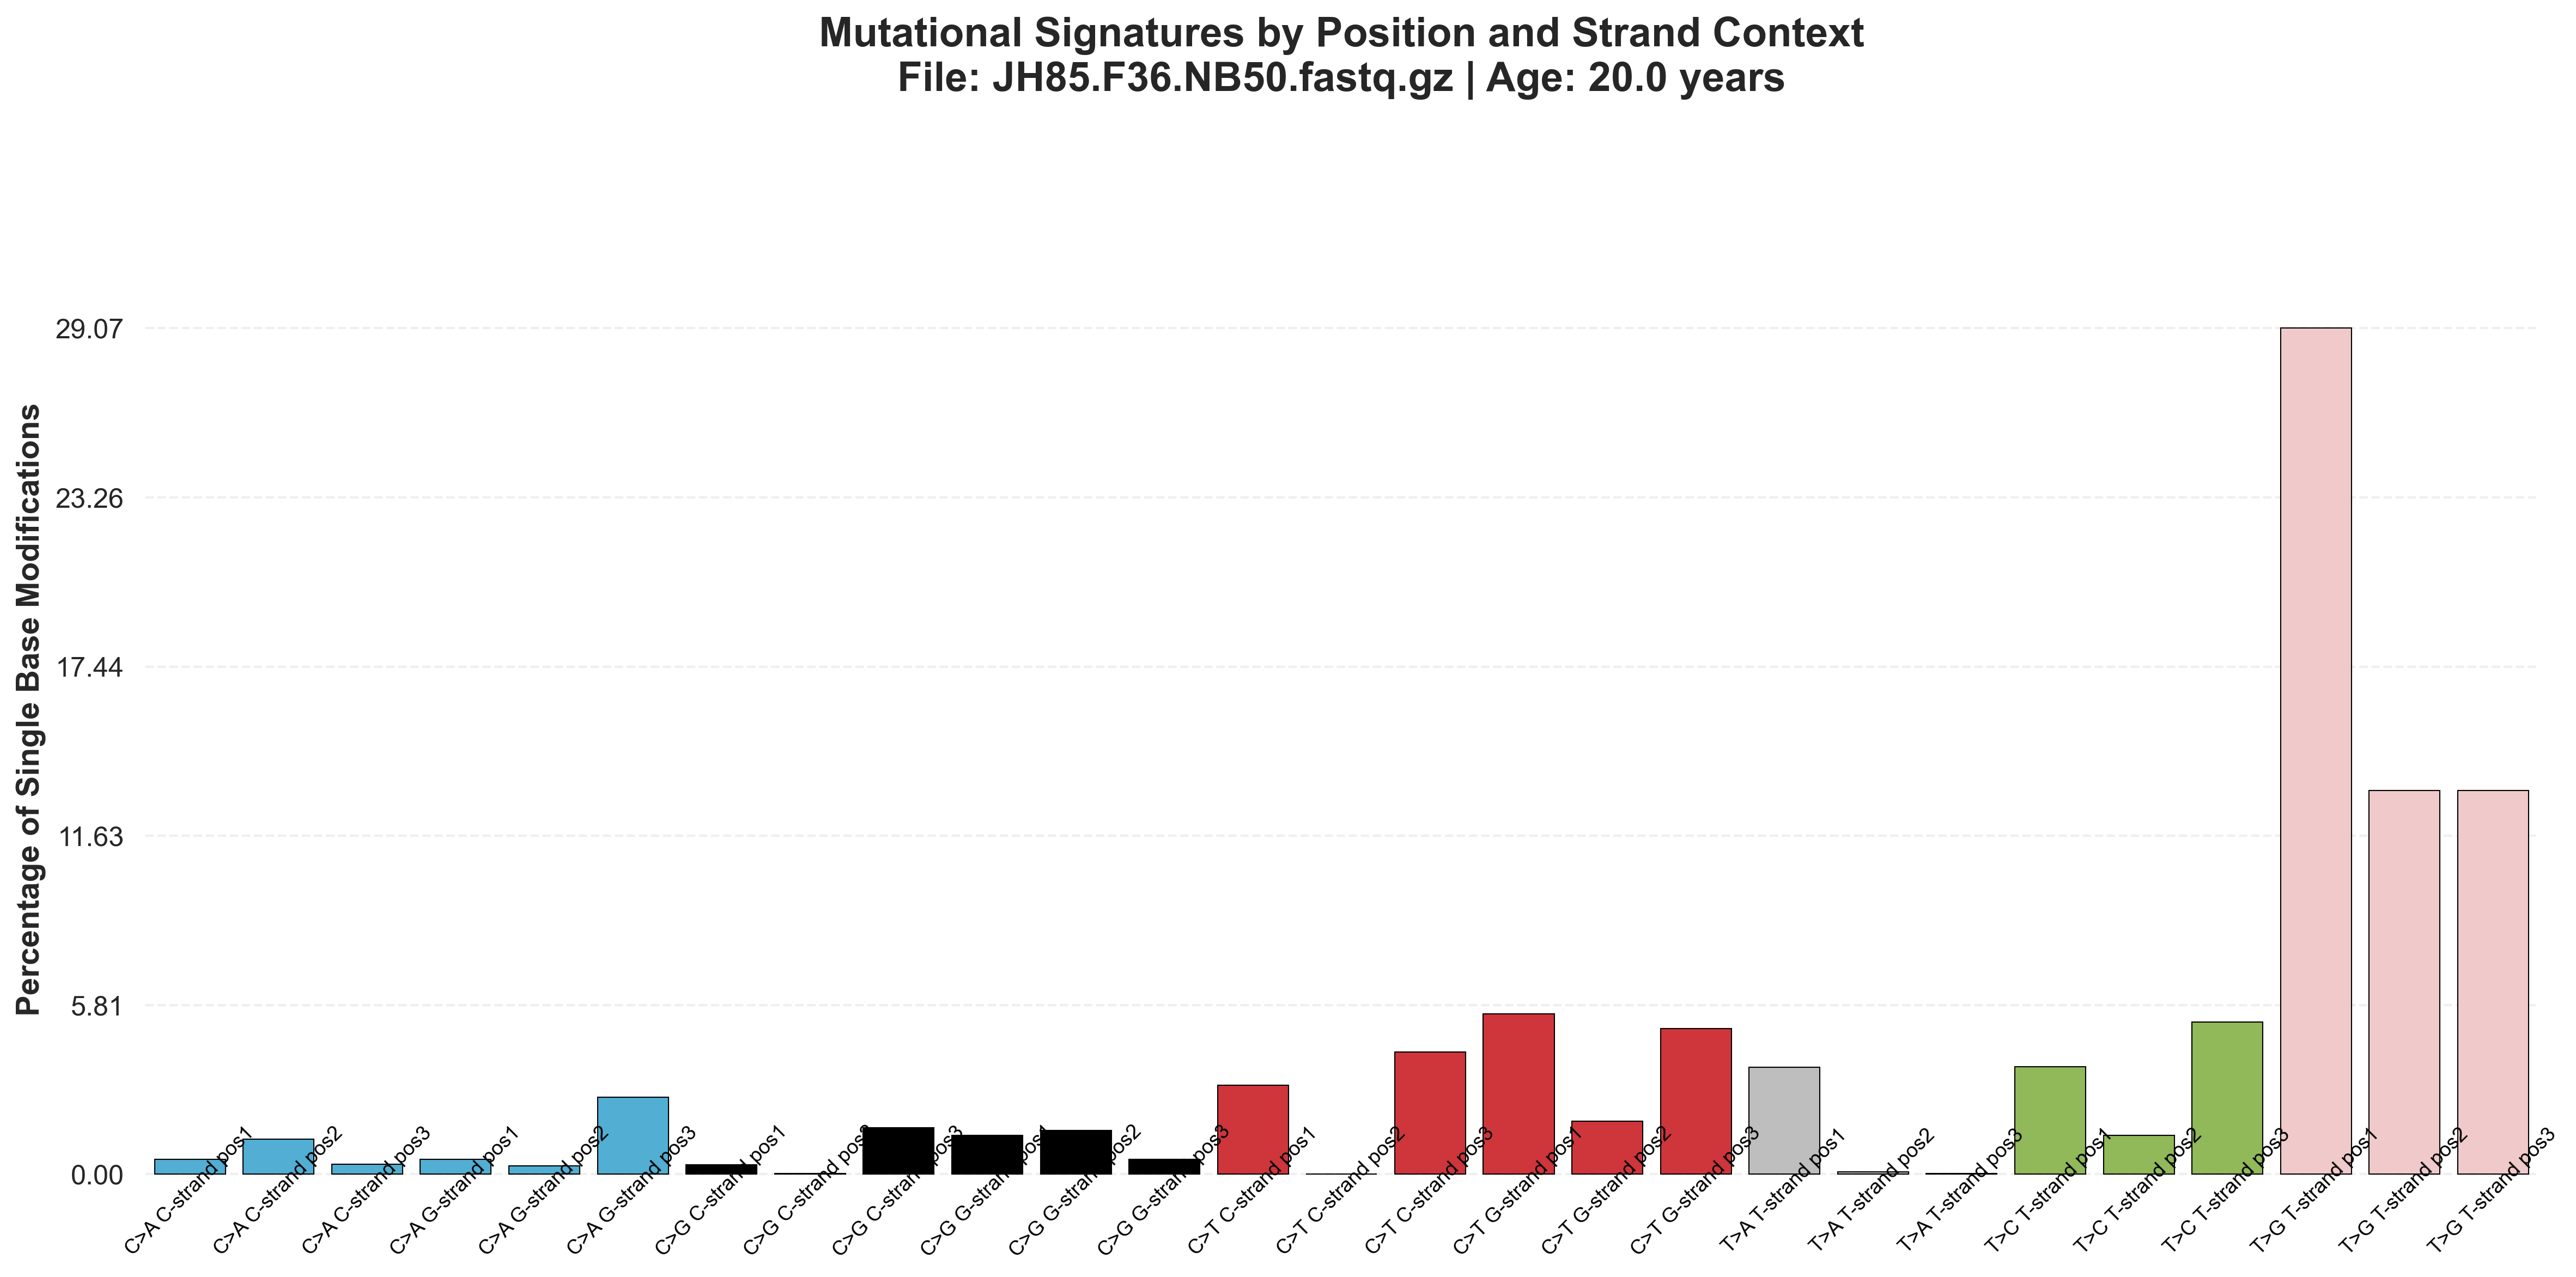 Mutational Signatures by Position and Strand Context
File: JH85.F36.NB50.fastq.gz | Age: 20.0 years
Percentage of Single Base Modifications
29.07
23.26
17.44
11.63
5.81
0.00
C>A C-strand pos1
C>A C-strand pos2
C>A C-strand pos3
C>A G-strand pos1
C>A G-strand pos2
C>A G-strand pos3
C>G C-strand pos1
C>G C-strand pos2
C>G C-strand pos3
C>G G-strand pos1
C>G G-strand pos2
C>G G-strand pos3
C>T C-strand pos1
C>T C-strand pos2
C>T C-strand pos3
C>T G-strand pos1
C>T G-strand pos2
C>T G-strand pos3
T>A T-strand pos1
T>A T-strand pos2
T>A T-strand pos3
T>C T-strand pos1
T>C T-strand pos2
T>C T-strand pos3
T>G T-strand pos1
T>G T-strand pos2
T>G T-strand pos3